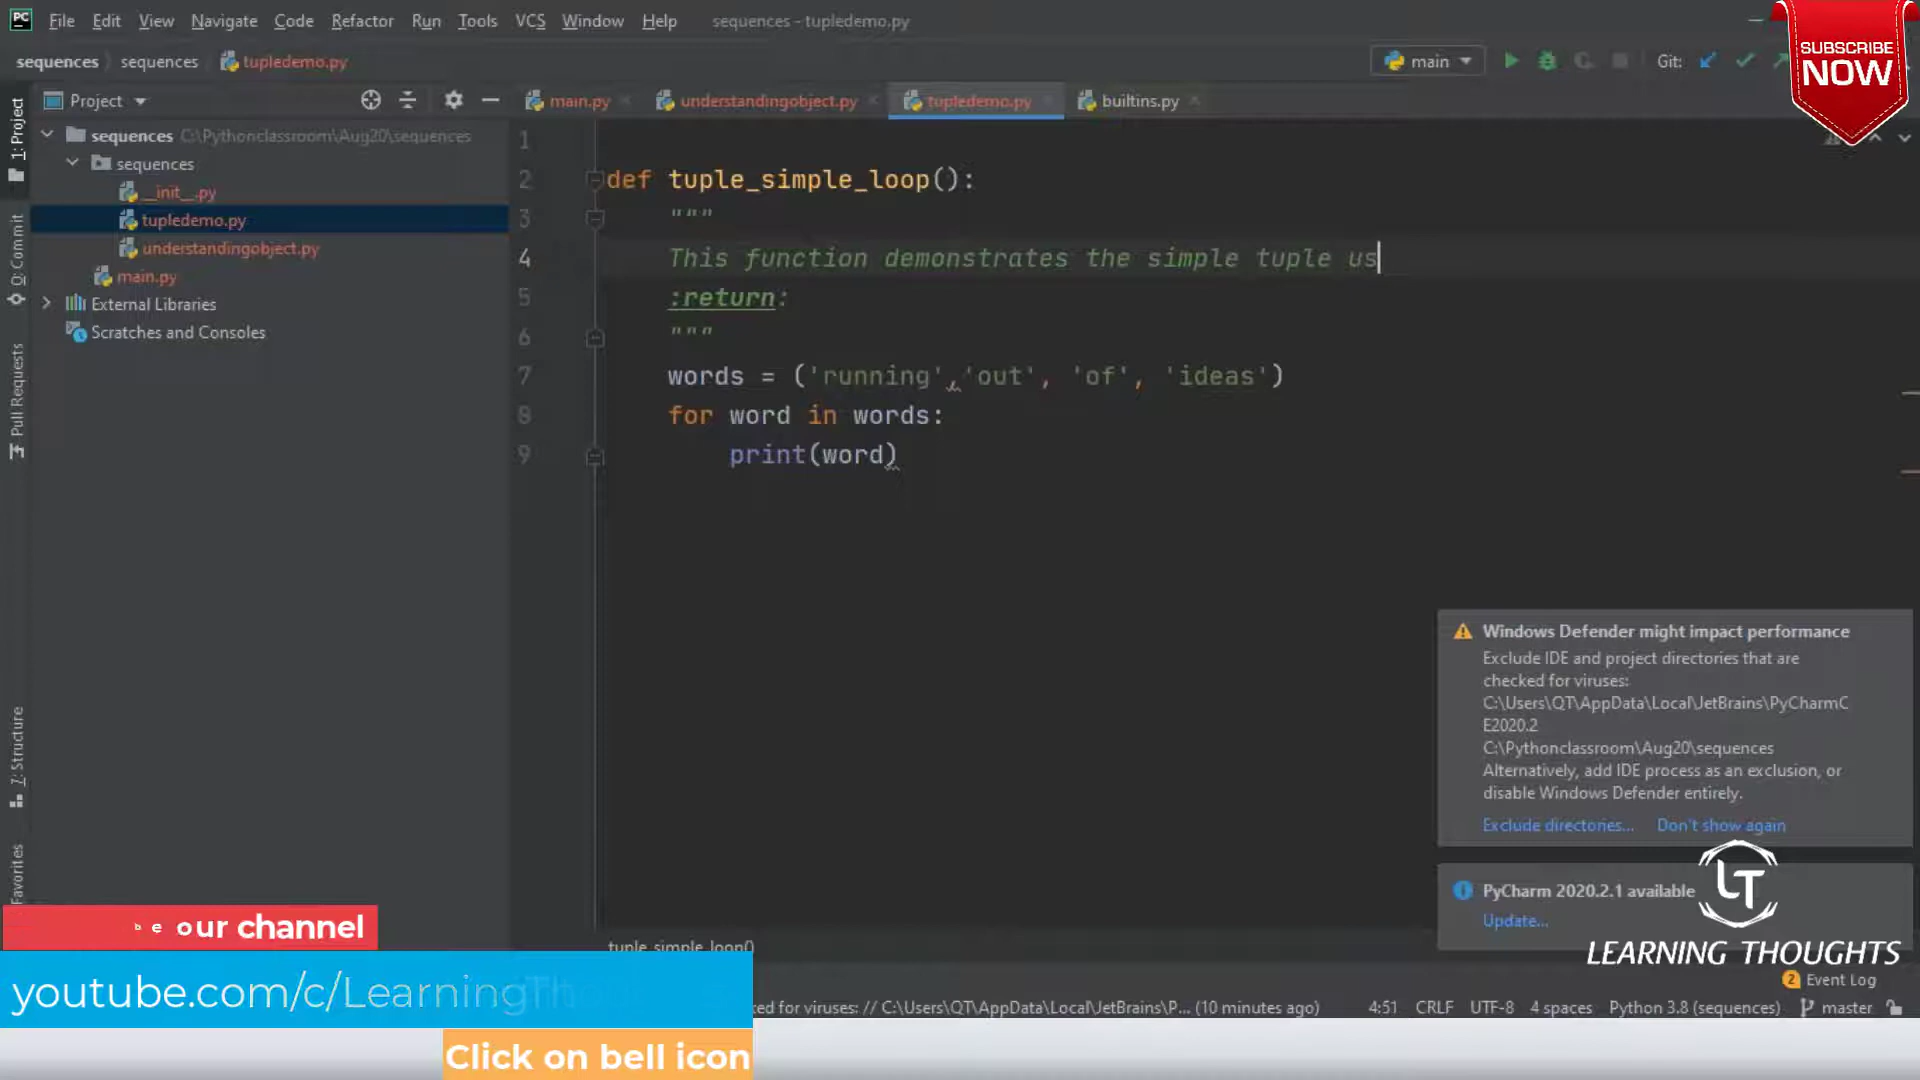 PC File Edit View Navigate Code Refactor Run Tools VCS Window Help sequences - tupledemo.py
SUBSCRIBE
NOW
sequences sequences tupledemo.py main Git:
Project main.py understandingobject.py tupledemo.py builtins.py
1: Project
sequences C:\Pythonclassroom\Aug20\sequences
sequences
__init__.py
tupledemo.py
understandingobject.py
main.py
External Libraries
Scratches and Consoles
0: Commit
Pull Requests
7: Structure
Favorites
1
2 def tuple_simple_loop():
3 """
4 This function demonstrates the simple tuple us
5 :return:
6 """
7 words = ('running','out', 'of', 'ideas')
8 for word in words:
9 print(word)
Windows Defender might impact performance
Exclude IDE and project directories that are
checked for viruses:
C:\Users\QT\AppData\Local\JetBrains\PyCharmC
E2020.2
C:\Pythonclassroom\Aug20\sequences
Alternatively, add IDE process as an exclusion, or
disable Windows Defender entirely.
Exclude directories... Don't show again
PyCharm 2020.2.1 available
Update...
LT
LEARNING THOUGHTS
tuple_simple_loop()
our channel
youtube.com/c/LearningTh
Click on bell icon
2 Event Log
for viruses: // C:\Users\QT\AppData\Local\JetBrains\P... (10 minutes ago) 4:51 CRLF UTF-8 4 spaces Python 3.8 (sequences) master